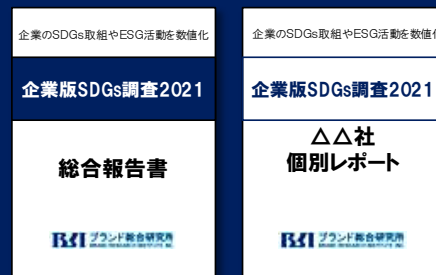 企業のSDGs取組やESG活動を数値化
企業版SDGs調査2021
総合報告書
ブランド総合研究所
企業のSDGs取組やESG活動を数値化
企業版SDGs調査2021
△△社
個別レポート
ブランド総合研究所